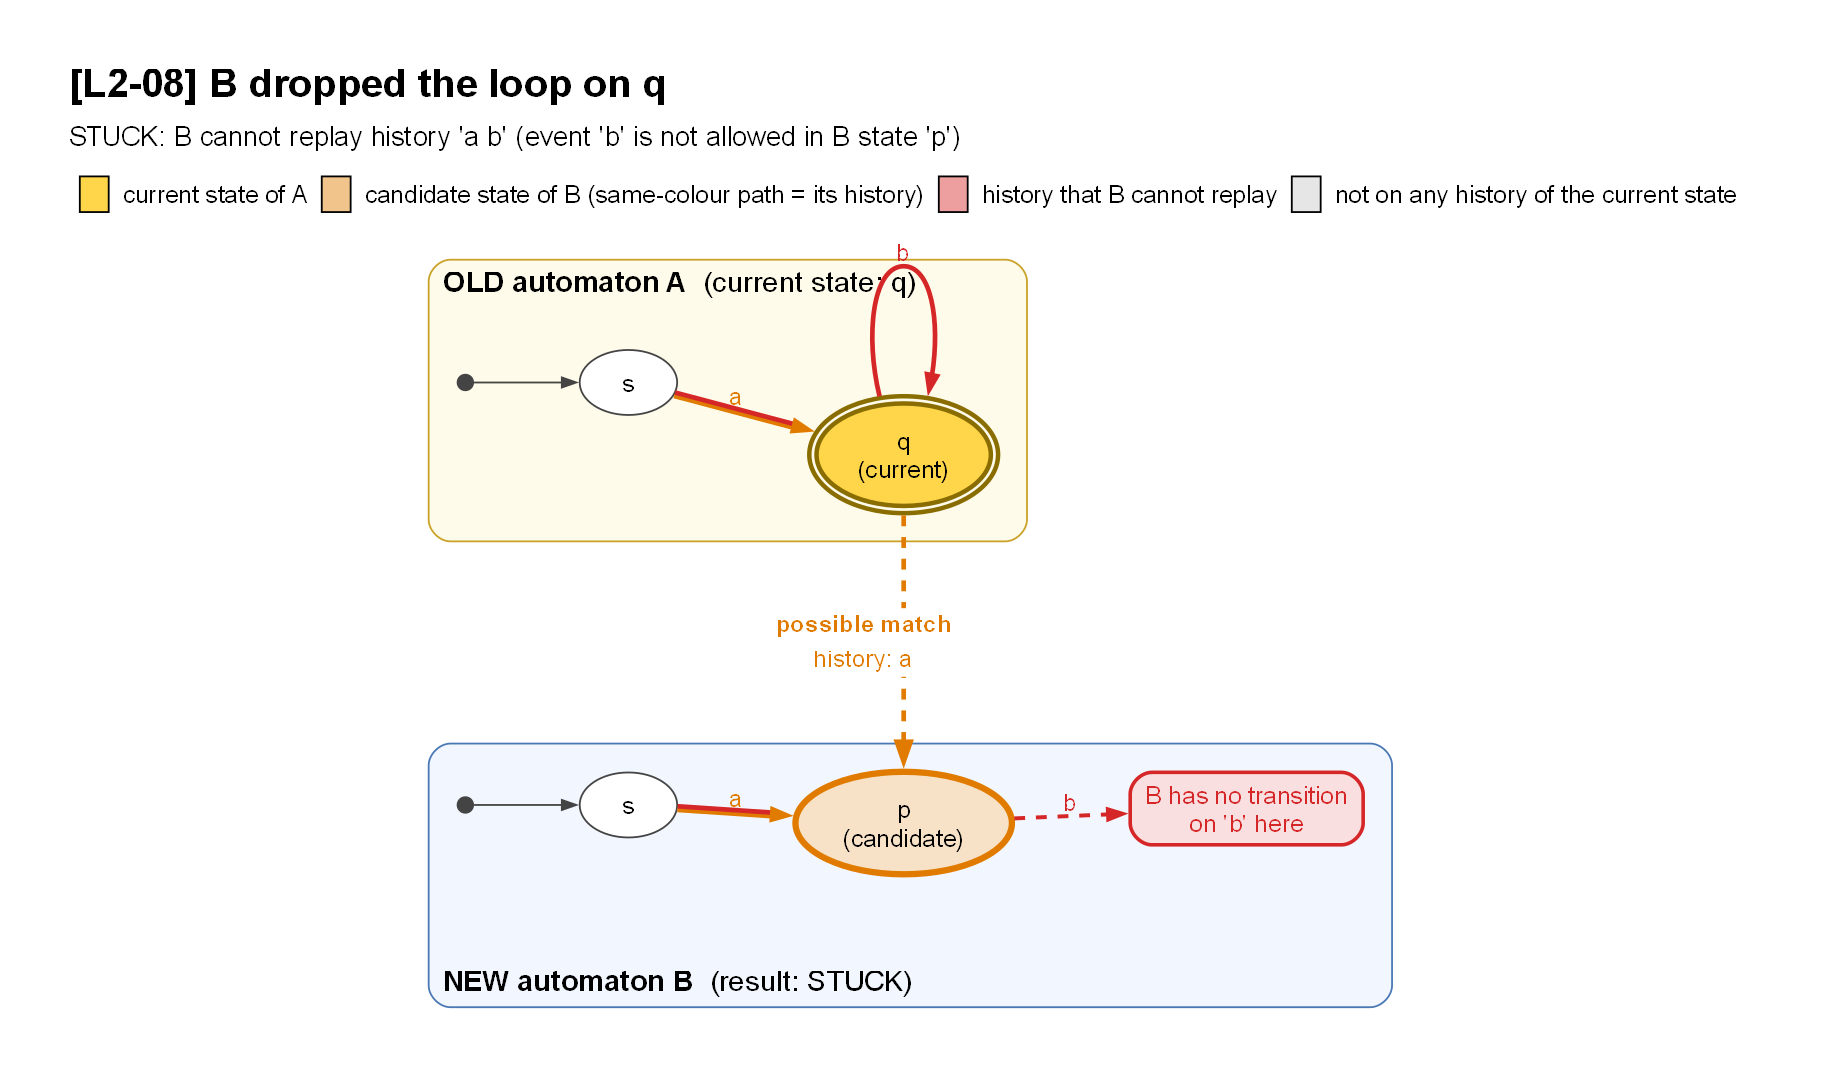 [L2-08] B dropped the loop on q
STUCK: B cannot replay history 'a b' (event 'b' is not allowed in B state 'p')
current state of A
candidate state of B (same-colour path = its history)
history that B cannot replay
not on any history of the current state
b
OLD automaton A (current state: q)
s
a
q
(current)
possible match
history: a
s
a
p
(candidate)
b
B has no transition
on 'b' here
NEW automaton B (result: STUCK)